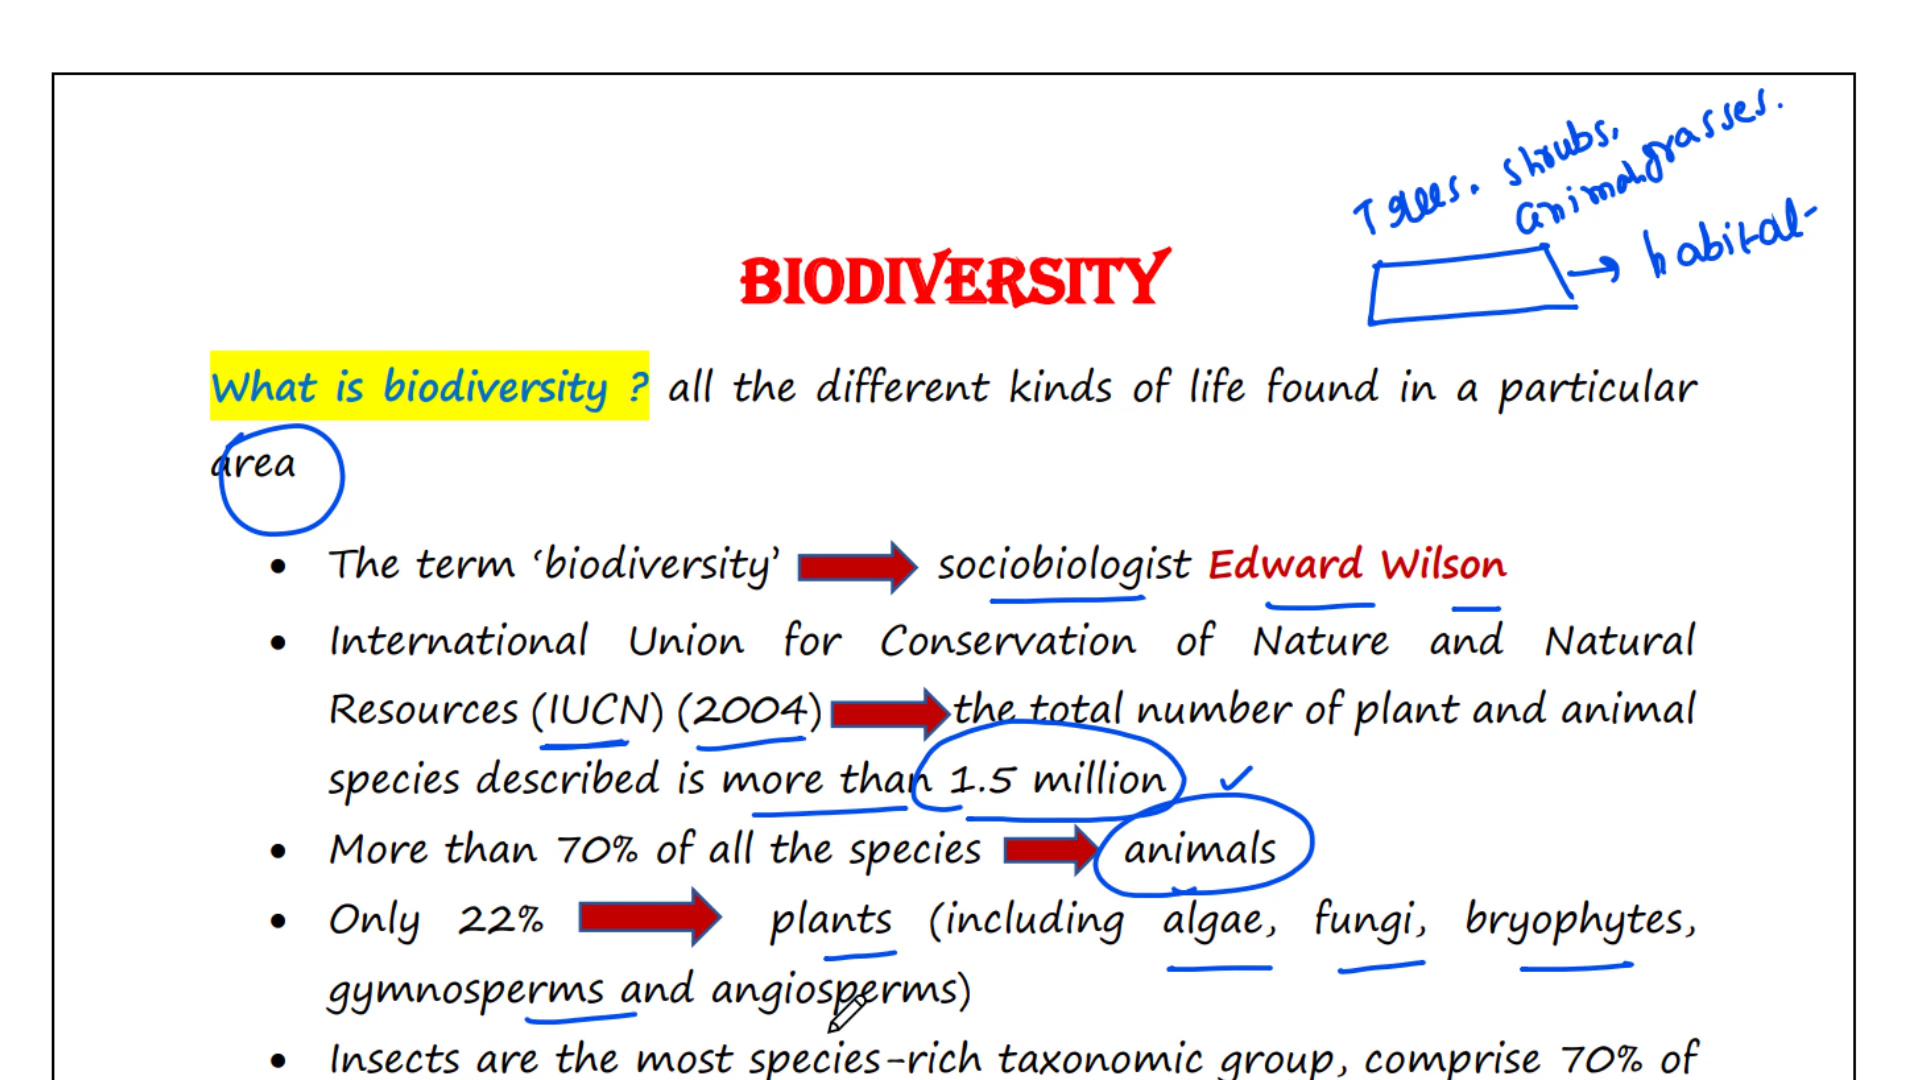 Trees. shrubs,
animal. grasses.
habitat
BIODIVERSITY
What is biodiversity ? all the different kinds of life found in a particular
area
• The term ‘biodiversity’ sociobiologist Edward Wilson
• International Union for Conservation of Nature and Natural
Resources (IUCN) (2004) the total number of plant and animal
species described is more than 1.5 million
• More than 70% of all the species animals
• Only 22% plants (including algae, fungi, bryophytes,
gymnosperms and angiosperms)
• Insects are the most species-rich taxonomic group, comprise 70% of